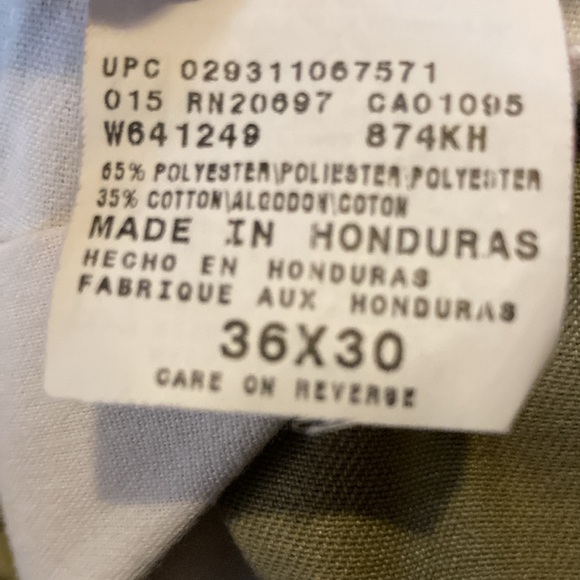 UPC 029311067571
015 RN20697 CA01095
W641249 874KH
65% POLYESTER\POLIESTER\POLYESTER
35% COTTON\ALGODON\COTON
MADE IN HONDURAS
HECHO EN HONDURAS
FABRIQUE AUX HONDURAS
36X30
CARE ON REVERSE